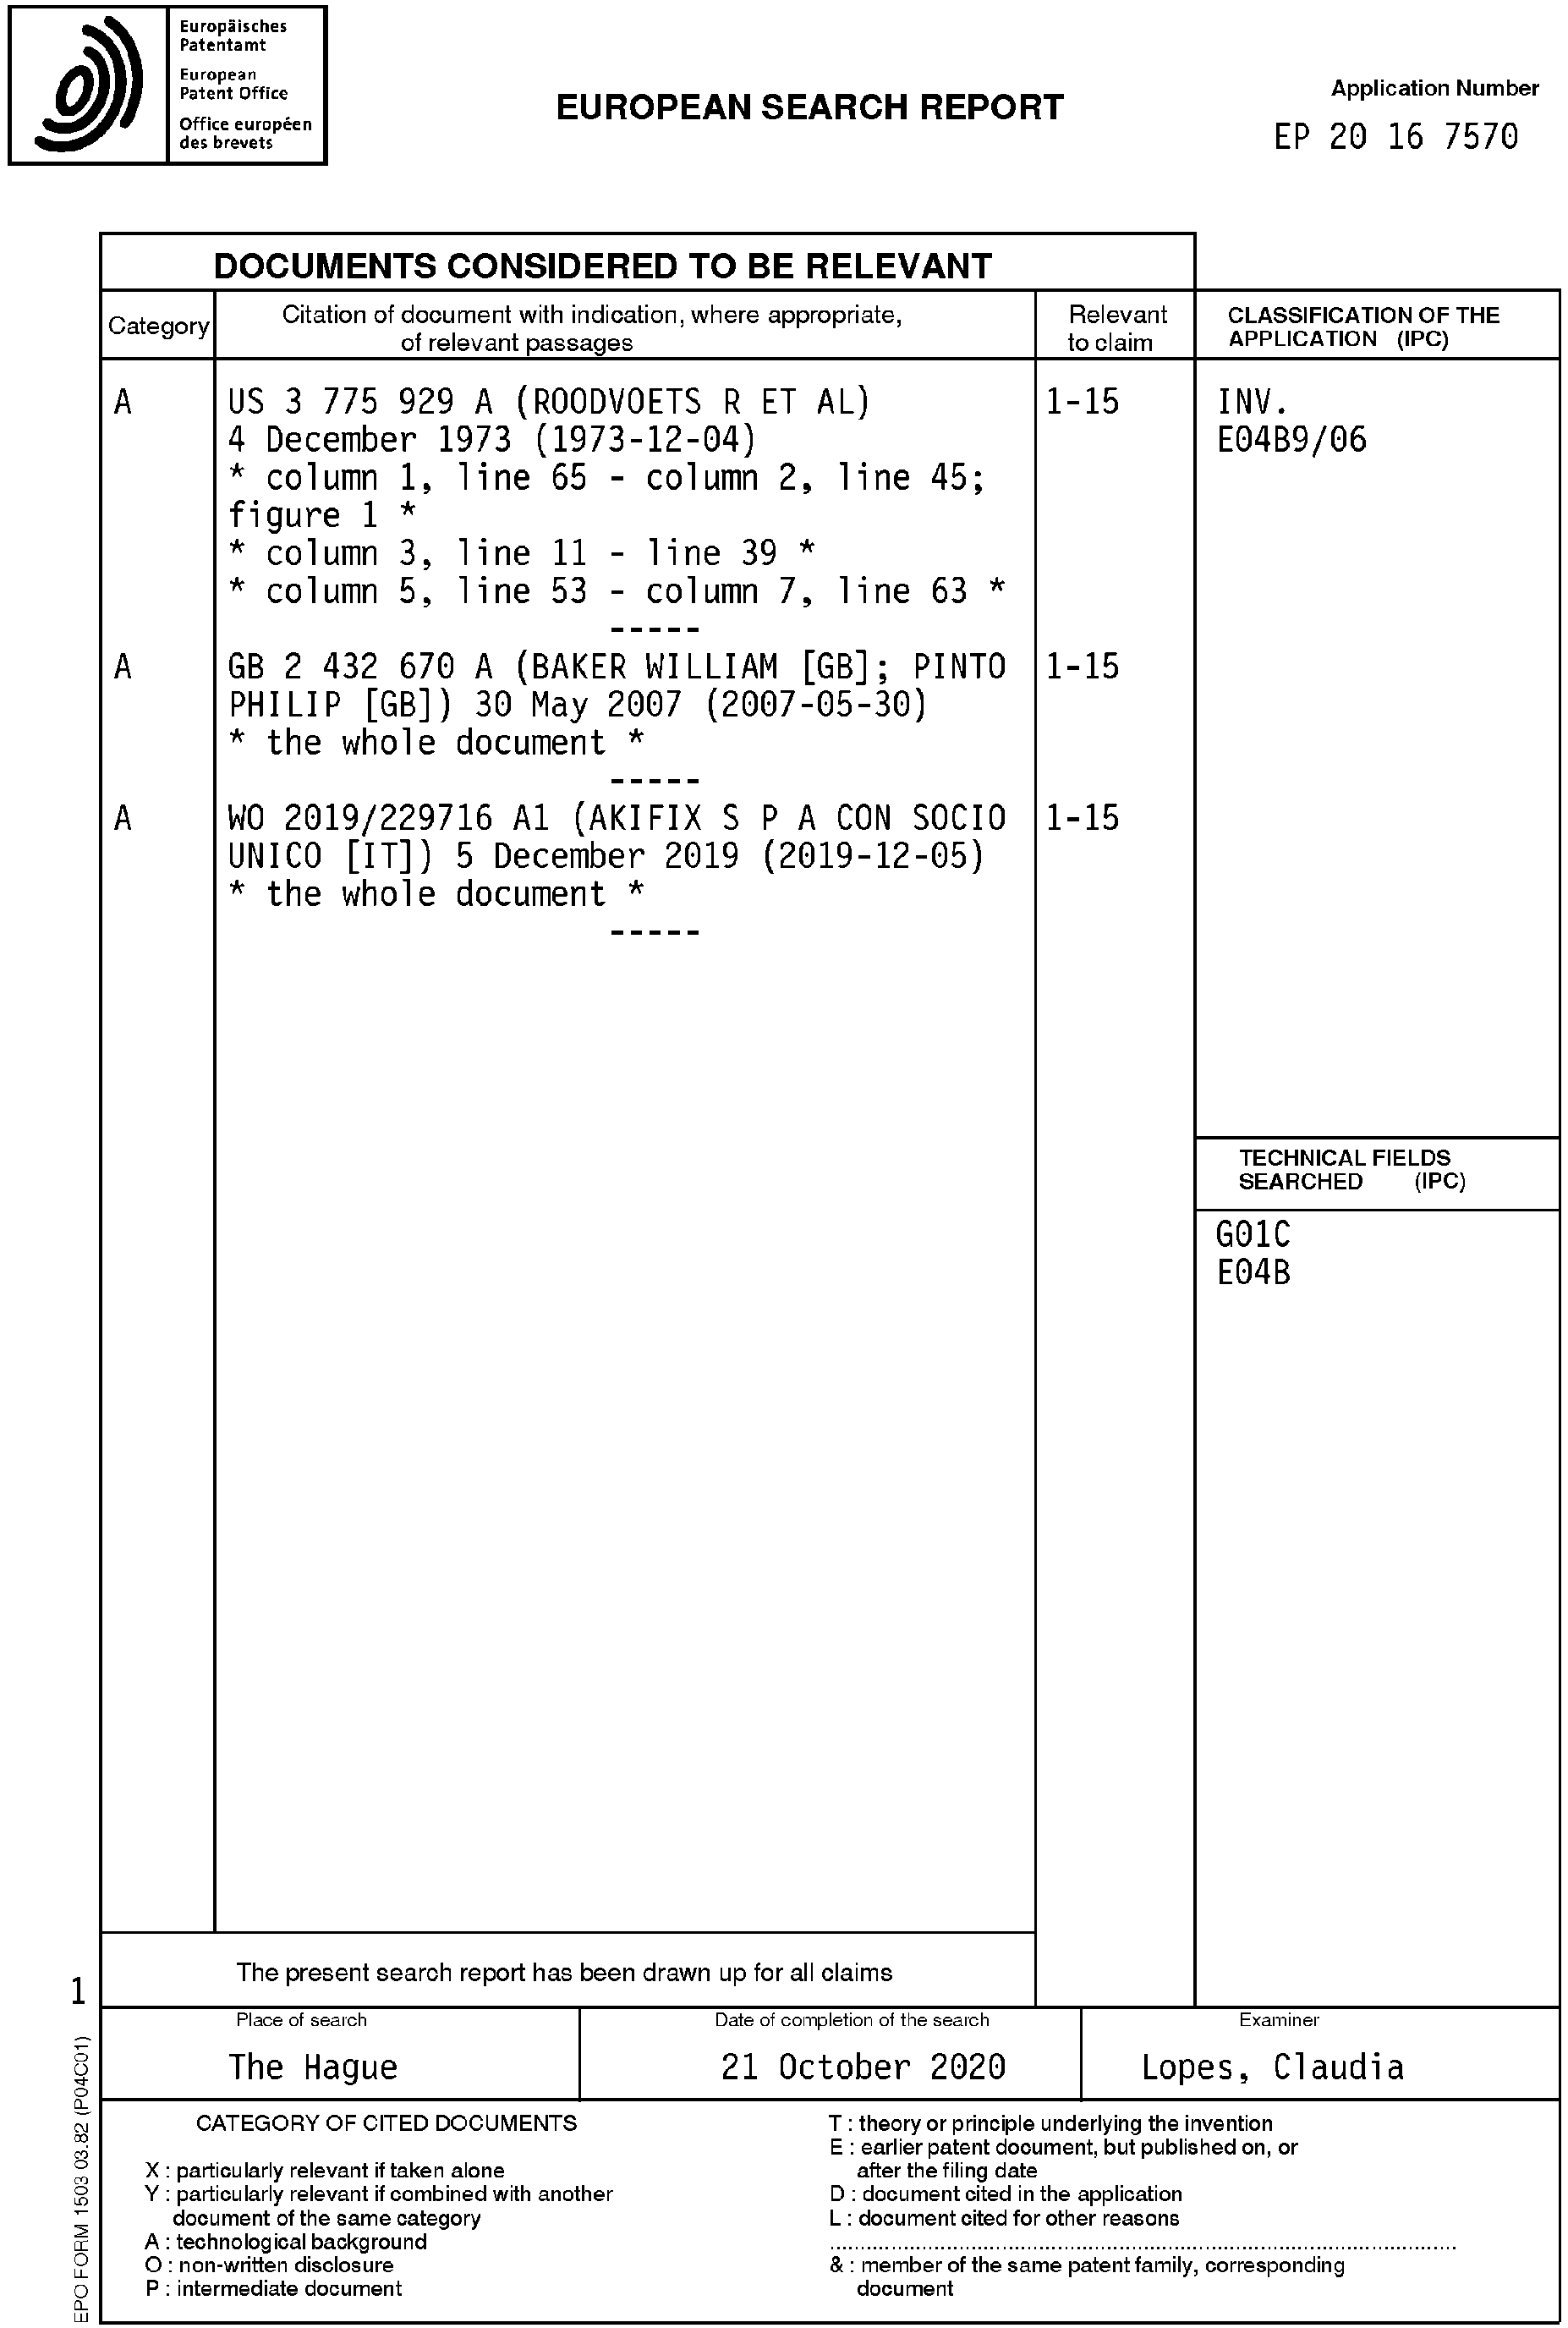 Europäisches
Patentamt
European
Patent Office
Office européen
des brevets
EUROPEAN SEARCH REPORT
Application Number
EP 20 16 7570
DOCUMENTS CONSIDERED TO BE RELEVANT
Category
Citation of document with indication, where appropriate,
of relevant passages
Relevant
to claim
CLASSIFICATION OF THE
APPLICATION (IPC)
A
US 3 775 929 A (ROODVOETS R ET AL)
4 December 1973 (1973-12-04)
* column 1, line 65 - column 2, line 45;
figure 1 *
* column 3, line 11 - line 39 *
* column 5, line 53 - column 7, line 63 *
-----
1-15
INV.
E04B9/06
A
GB 2 432 670 A (BAKER WILLIAM [GB]; PINTO
PHILIP [GB]) 30 May 2007 (2007-05-30)
* the whole document *
-----
1-15
A
WO 2019/229716 A1 (AKIFIX S P A CON SOCIO
UNICO [IT]) 5 December 2019 (2019-12-05)
* the whole document *
-----
1-15
TECHNICAL FIELDS
SEARCHED (IPC)
G01C
E04B
The present search report has been drawn up for all claims
1
Place of search
The Hague
Date of completion of the search
21 October 2020
Examiner
Lopes, Claudia
CATEGORY OF CITED DOCUMENTS
X : particularly relevant if taken alone
Y : particularly relevant if combined with another
document of the same category
A : technological background
O : non-written disclosure
P : intermediate document
T : theory or principle underlying the invention
E : earlier patent document, but published on, or
after the filing date
D : document cited in the application
L : document cited for other reasons
& : member of the same patent family, corresponding
document
EPO FORM 1503 03.82 (P04C01)